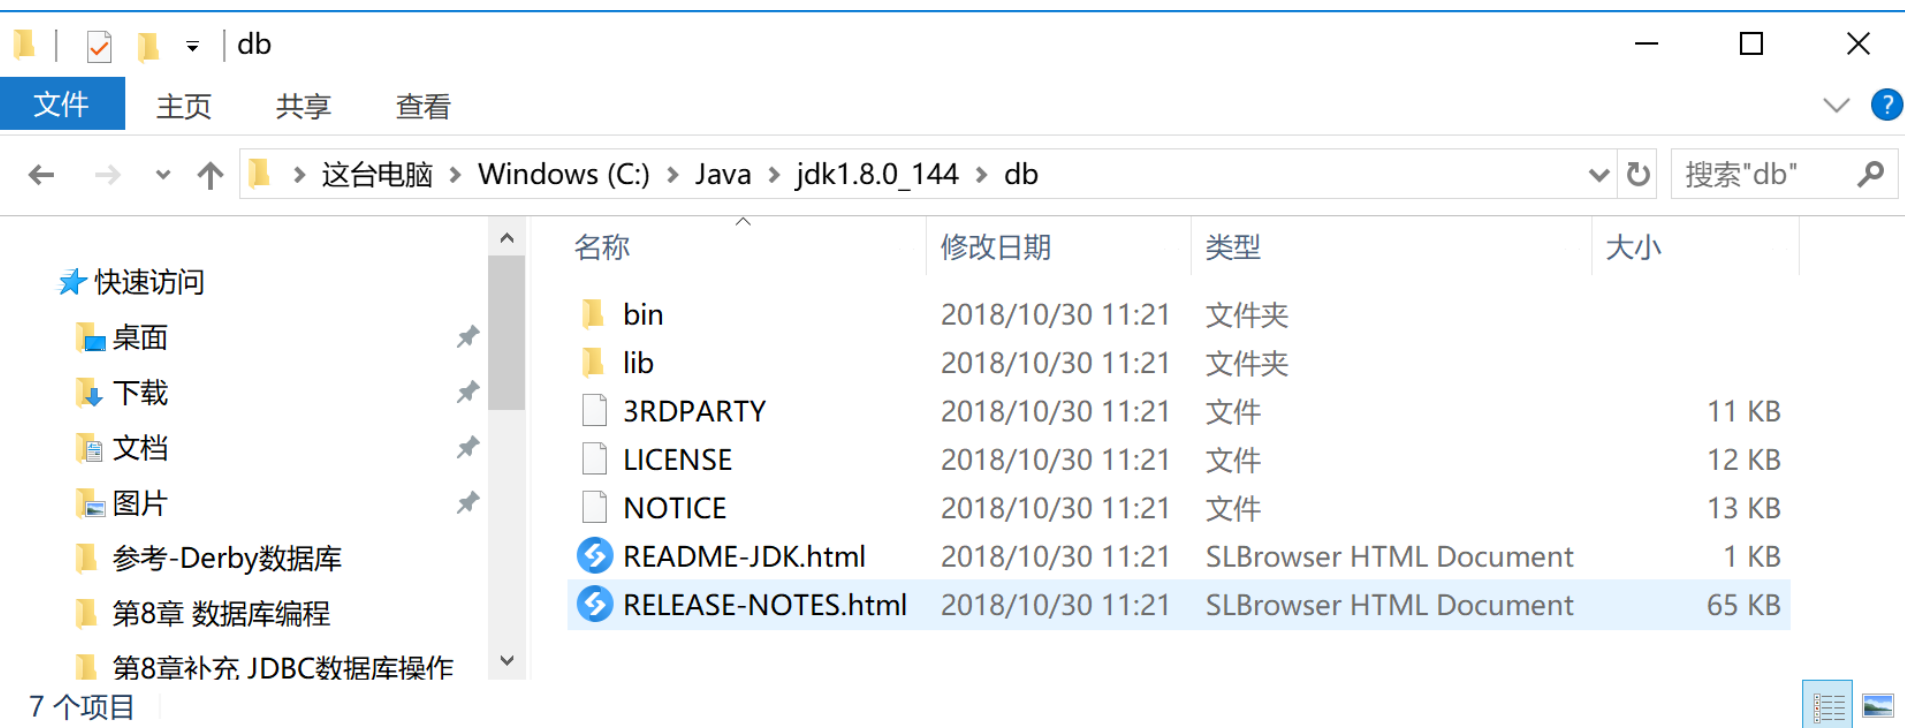 db
文件 主页 共享 查看
这台电脑 > Windows (C:) > Java > jdk1.8.0_144 > db 搜索"db"
名称 修改日期 类型 大小
快速访问
桌面
下载
文档
图片
参考-Derby数据库
第8章 数据库编程
第8章补充 JDBC数据库操作
bin 2018/10/30 11:21 文件夹
lib 2018/10/30 11:21 文件夹
3RDPARTY 2018/10/30 11:21 文件 11 KB
LICENSE 2018/10/30 11:21 文件 12 KB
NOTICE 2018/10/30 11:21 文件 13 KB
README-JDK.html 2018/10/30 11:21 SLBrowser HTML Document 1 KB
RELEASE-NOTES.html 2018/10/30 11:21 SLBrowser HTML Document 65 KB
7 个项目